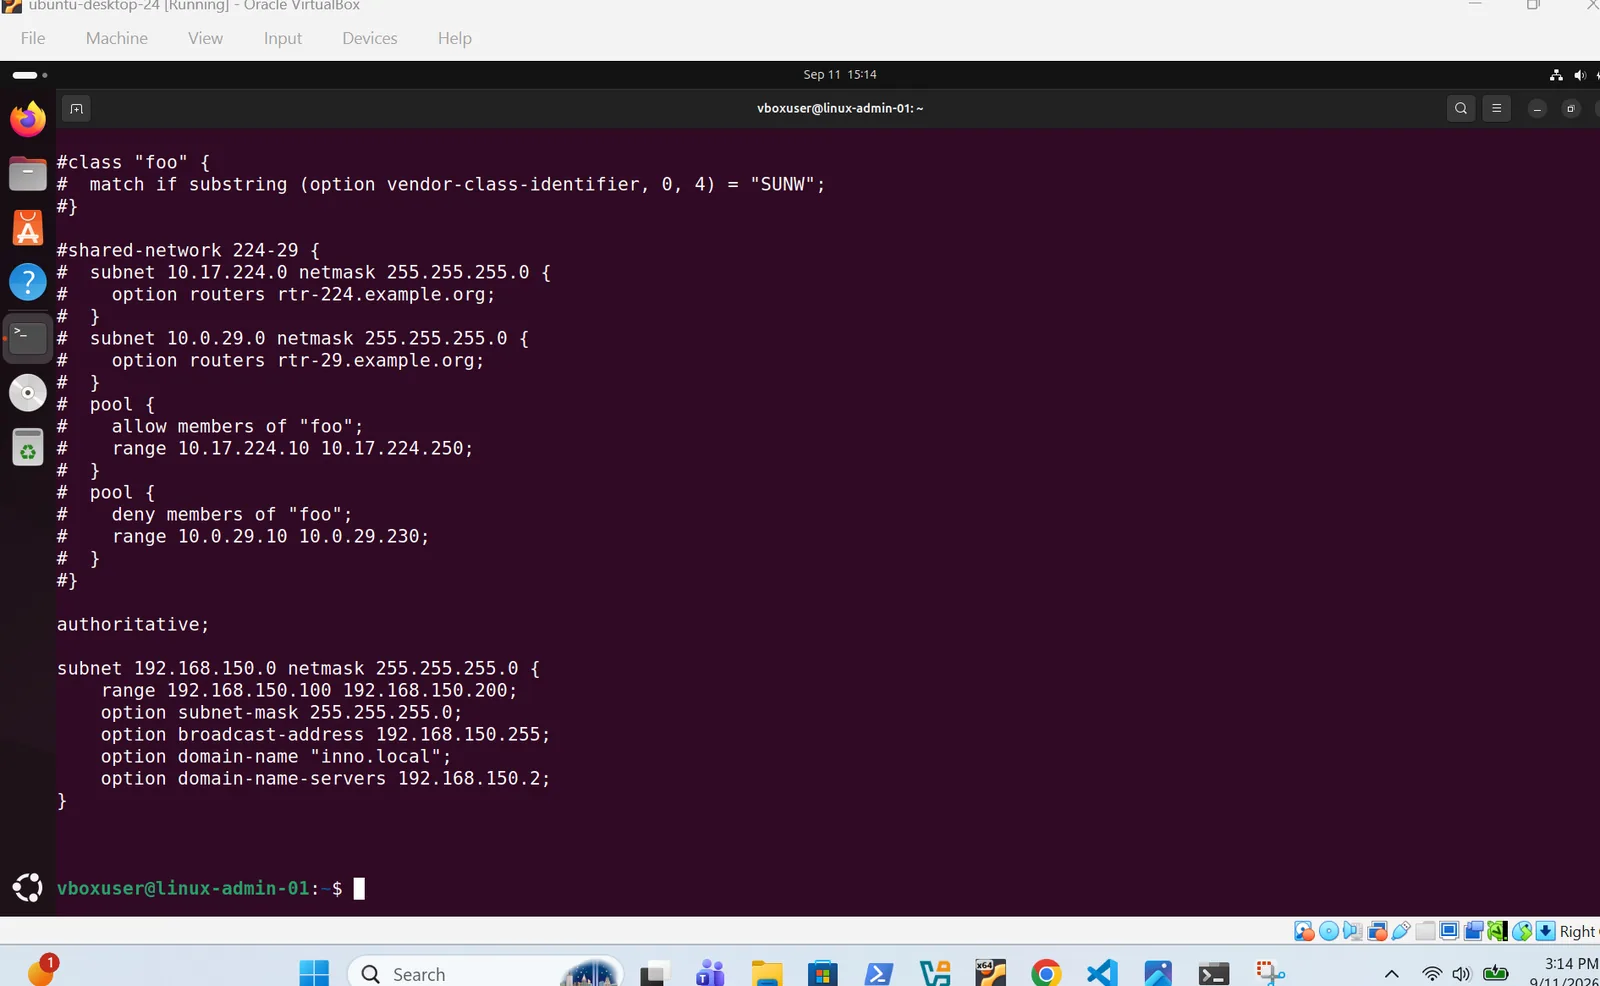 ubuntu-desktop-24 [Running] - Oracle VirtualBox
File Machine View Input Devices Help
Sep 11 15:14
vboxuser@linux-admin-01: ~
#class "foo" {
#  match if substring (option vendor-class-identifier, 0, 4) = "SUNW";
#}
#shared-network 224-29 {
#  subnet 10.17.224.0 netmask 255.255.255.0 {
#    option routers rtr-224.example.org;
#  }
#  subnet 10.0.29.0 netmask 255.255.255.0 {
#    option routers rtr-29.example.org;
#  }
#  pool {
#    allow members of "foo";
#    range 10.17.224.10 10.17.224.250;
#  }
#  pool {
#    deny members of "foo";
#    range 10.0.29.10 10.0.29.230;
#  }
#}
authoritative;
subnet 192.168.150.0 netmask 255.255.255.0 {
    range 192.168.150.100 192.168.150.200;
    option subnet-mask 255.255.255.0;
    option broadcast-address 192.168.150.255;
    option domain-name "inno.local";
    option domain-name-servers 192.168.150.2;
}
vboxuser@linux-admin-01:~$
Right
1
Search
x64
3:14 PM
9/11/2026